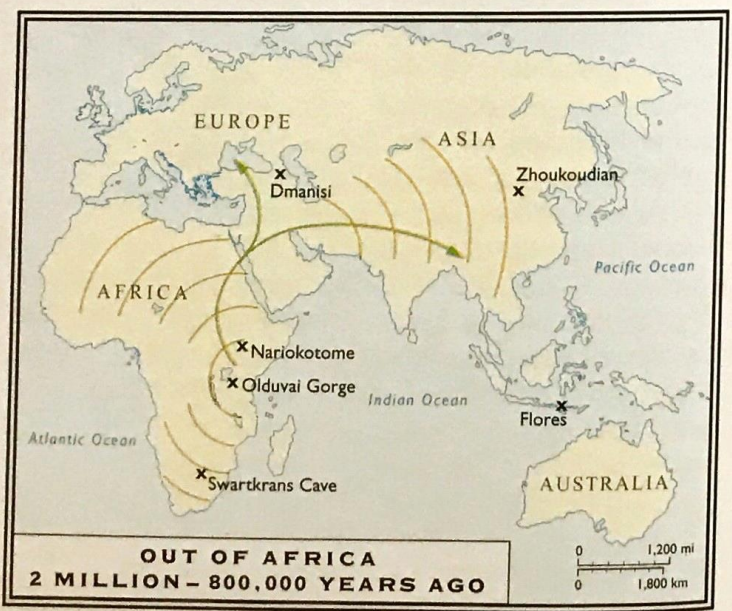 EUROPE
ASIA
Zhoukoudian
Dmanisi
Pacific Ocean
AFRICA
Nariokotome
Olduvai Gorge
Indian Ocean
Flores
Atlantic Ocean
Swartkrans Cave
AUSTRALIA
OUT OF AFRICA
2 MILLION – 800,000 YEARS AGO
0 1,200 mi
0 1,800 km